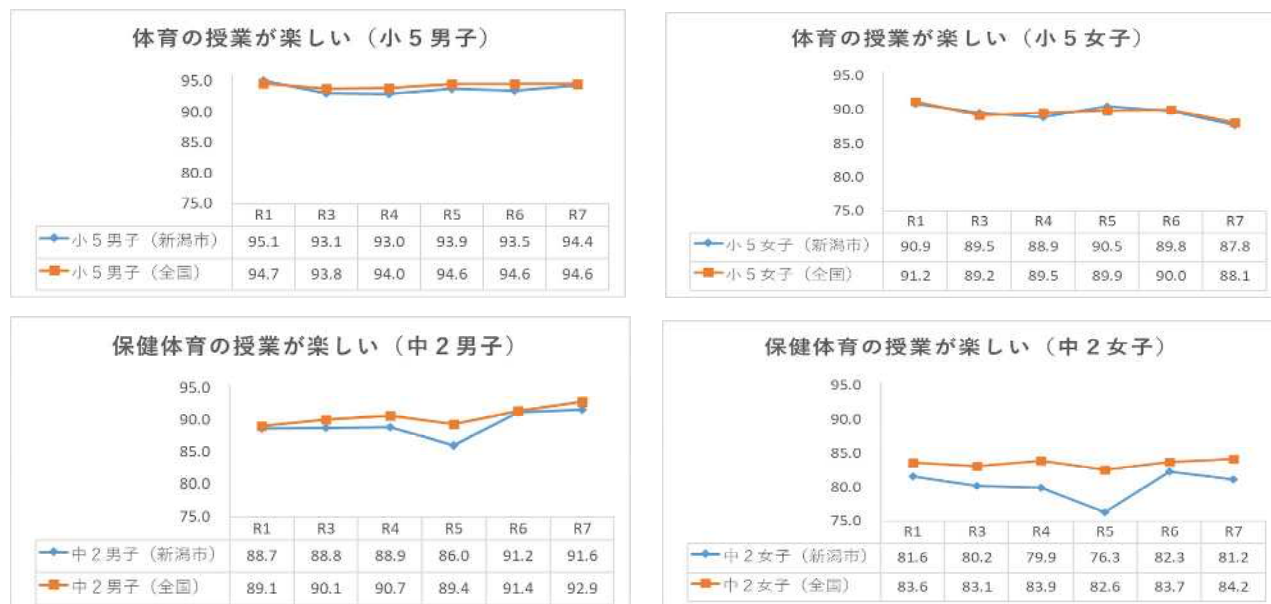 体育の授業が楽しい（小５男子）
95.0
90.0
85.0
80.0
75.0
R1 R3 R4 R5 R6 R7
小５男子（新潟市） 95.1 93.1 93.0 93.9 93.5 94.4
小５男子（全国） 94.7 93.8 94.0 94.6 94.6 94.6
体育の授業が楽しい（小５女子）
95.0
90.0
85.0
80.0
75.0
R1 R3 R4 R5 R6 R7
小５女子（新潟市） 90.9 89.5 88.9 90.5 89.8 87.8
小５女子（全国） 91.2 89.2 89.5 89.9 90.0 88.1
保健体育の授業が楽しい（中２男子）
95.0
90.0
85.0
80.0
75.0
R1 R3 R4 R5 R6 R7
中２男子（新潟市） 88.7 88.8 88.9 86.0 91.2 91.6
中２男子（全国） 89.1 90.1 90.7 89.4 91.4 92.9
保健体育の授業が楽しい（中２女子）
95.0
90.0
85.0
80.0
75.0
R1 R3 R4 R5 R6 R7
中２女子（新潟市） 81.6 80.2 79.9 76.3 82.3 81.2
中２女子（全国） 83.6 83.1 83.9 82.6 83.7 84.2